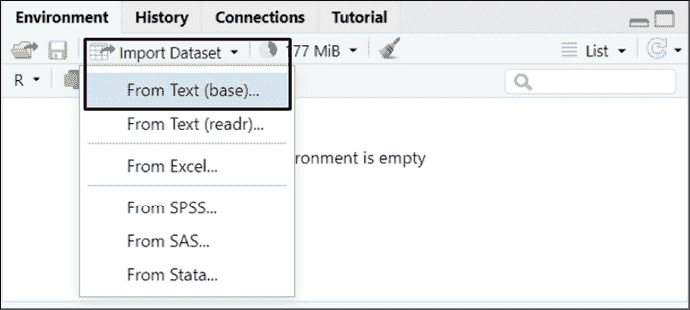 Environment History Connections Tutorial
Import Dataset 177 MiB List
R
From Text (base)...
From Text (readr)...
ronment is empty
From Excel...
From SPSS...
From SAS...
From Stata...